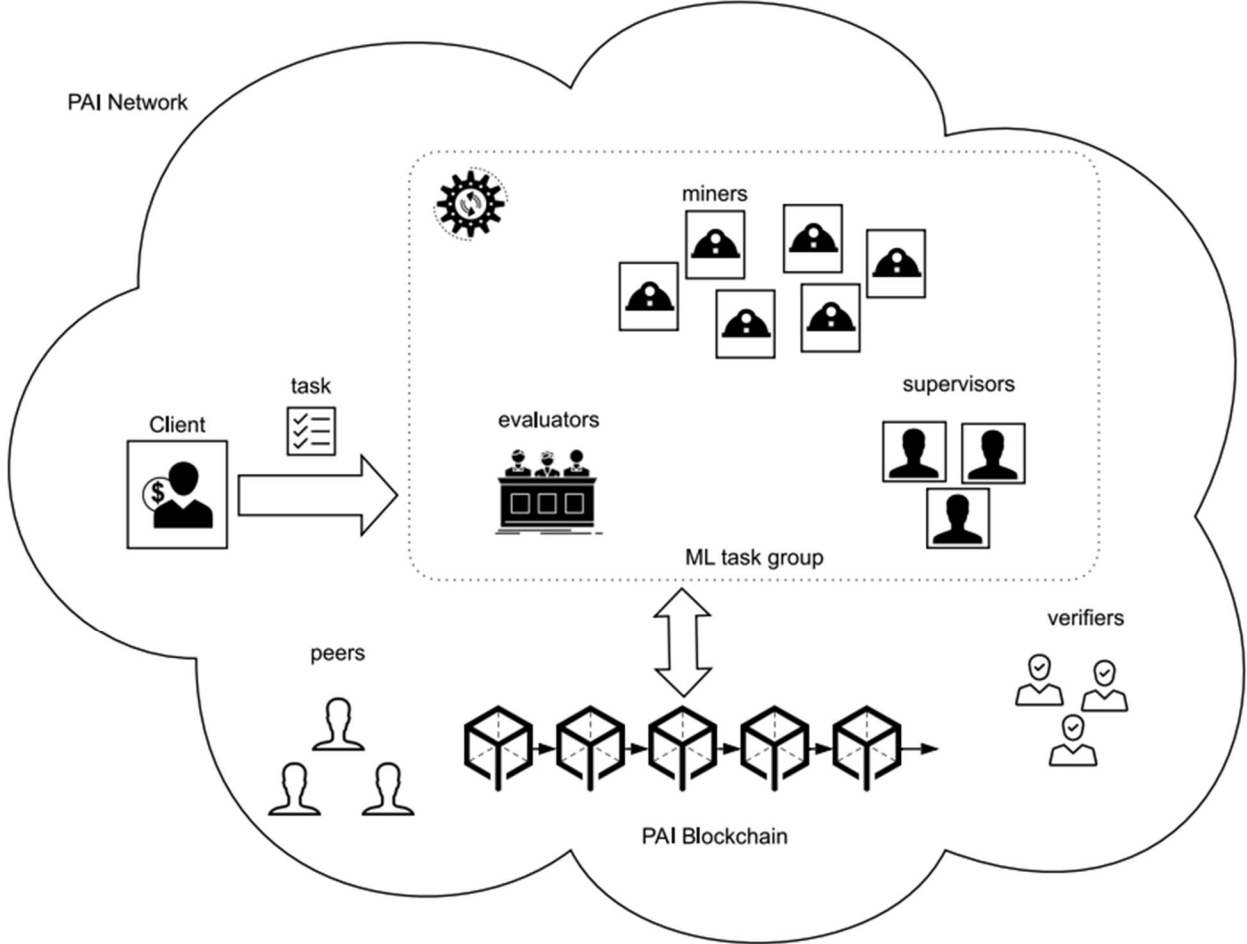 PAI Network
miners
task
supervisors
Client
evaluators
$
ML task group
verifiers
peers
PAI Blockchain